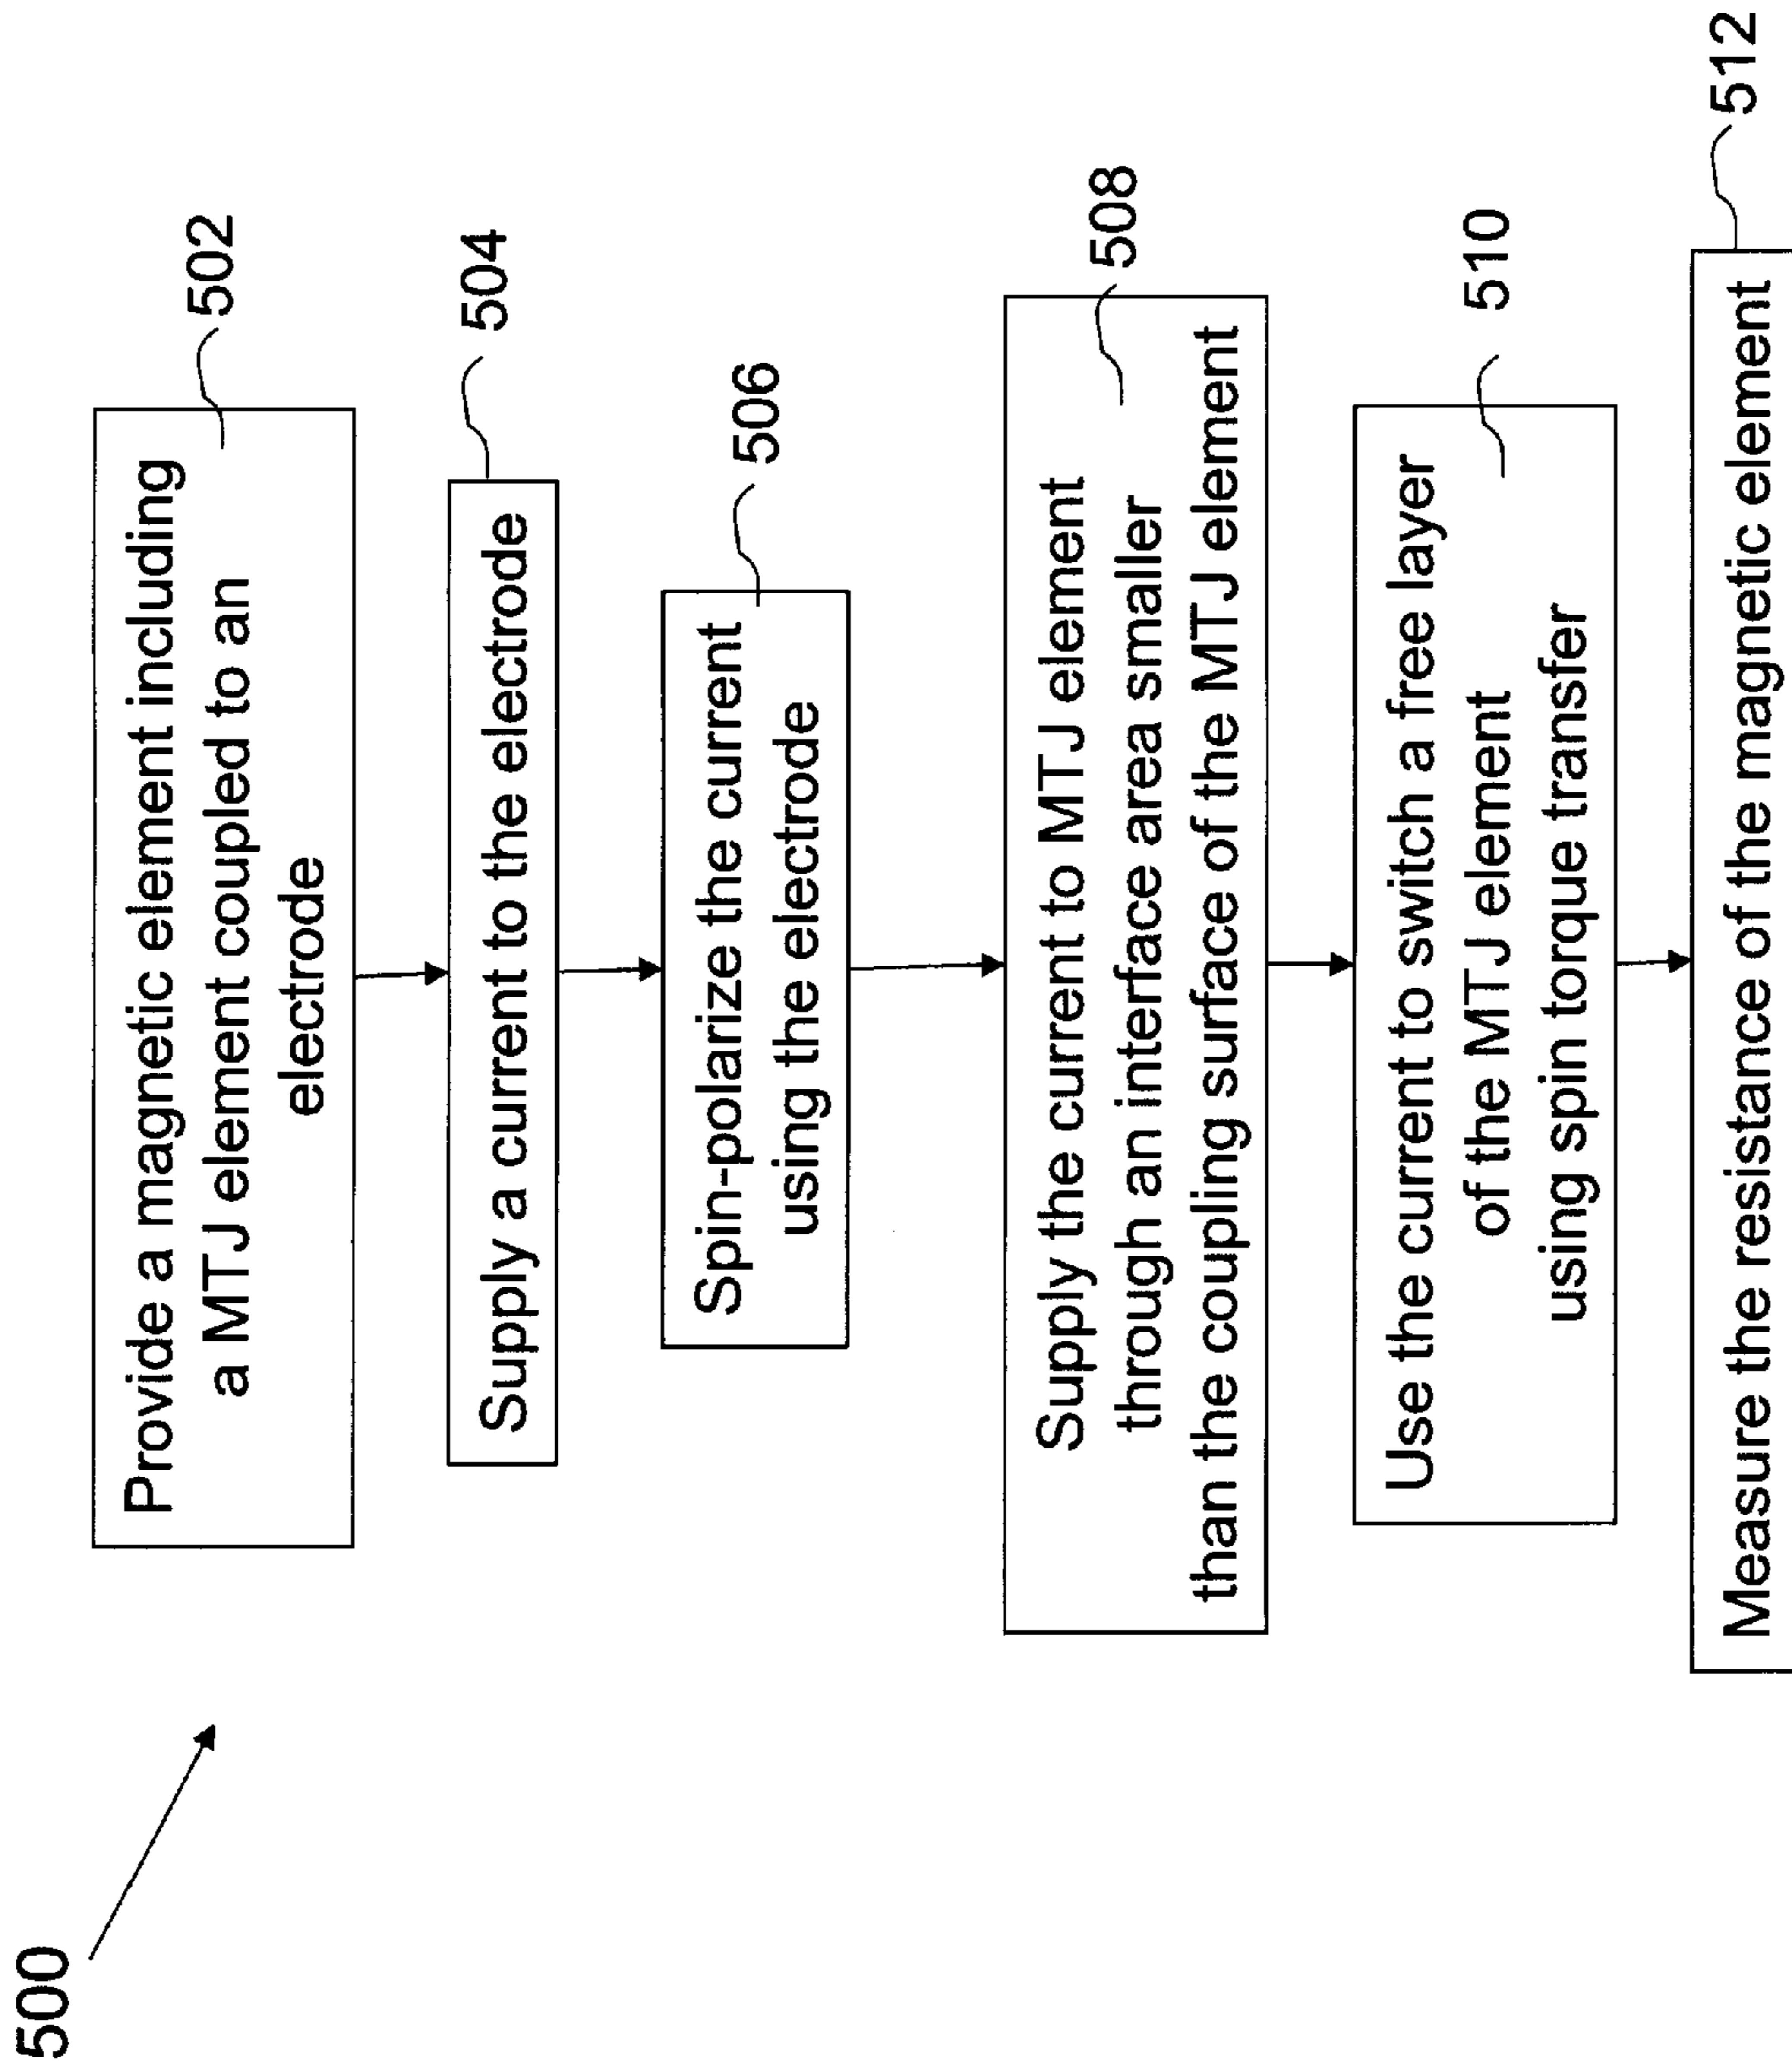 500
Provide a magnetic element including
a MTJ element coupled to an
electrode
502
Supply a current to the electrode
504
Spin-polarize the current
using the electrode
506
Supply the current to MTJ element
through an interface area smaller
than the coupling surface of the MTJ element
508
Use the current to switch a free layer
of the MTJ element
using spin torque transfer
510
Measure the resistance of the magnetic element
512